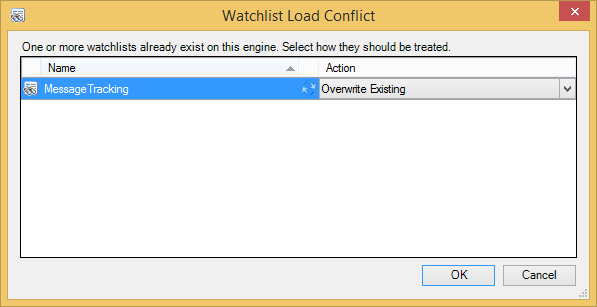 Watchlist Load Conflict
One or more watchlists already exist on this engine. Select how they should be treated.
Name Action
MessageTracking Overwrite Existing
OK Cancel